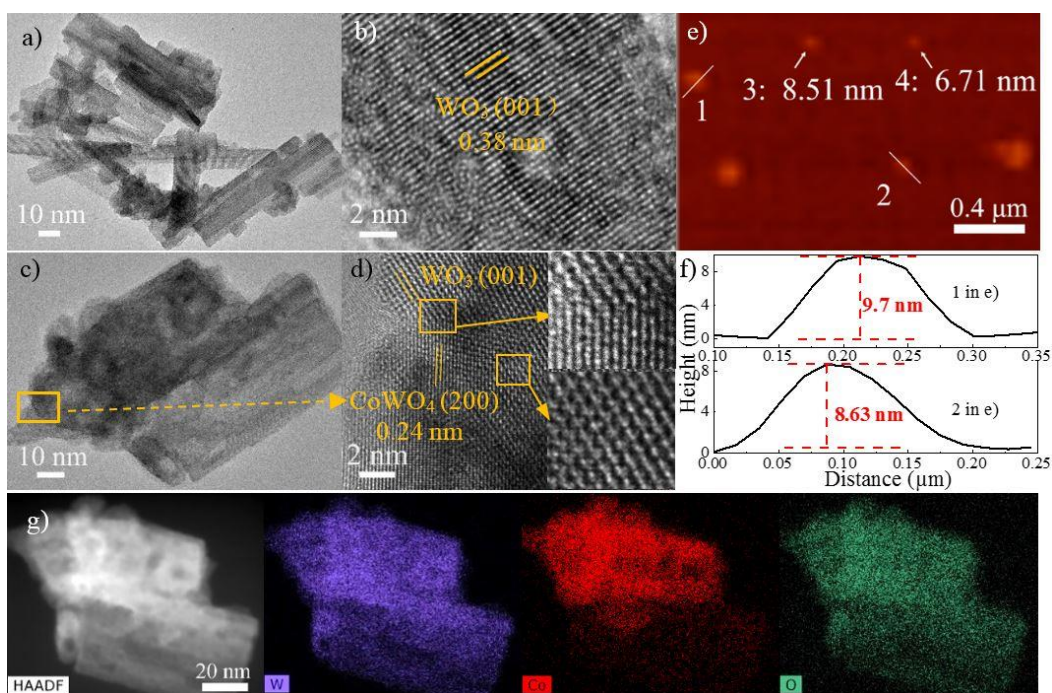 a)
10 nm
b)
WO₃ (001)
0.38 nm
2 nm
e)
1
3: 8.51 nm
4: 6.71 nm
2
0.4 μm
c)
10 nm
d)
WO₃ (001)
CoWO₄ (200)
0.24 nm
2 nm
f)
Height (nm)
8
4
0
9.7 nm
1 in e)
0.10 0.15 0.20 0.25 0.30 0.35
8
4
0
8.63 nm
2 in e)
0.00 0.05 0.10 0.15 0.20 0.25
Distance (μm)
g)
HAADF
20 nm
W
Co
O